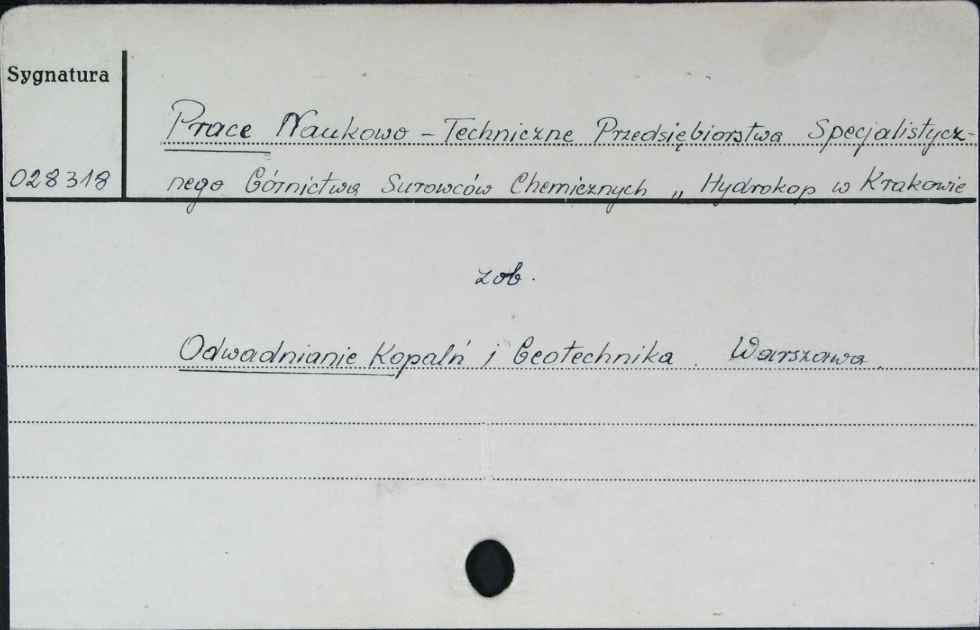 Sygnatura
Prace Naukowo - Techniczne Przedsiębiorstwa Specjalistycz-
028318 nego Górnictwa Surowców Chemicznych „ Hydrokop w Krakowie
zob.
Odwadnianie Kopalń i Geotechnika. Warszawa.